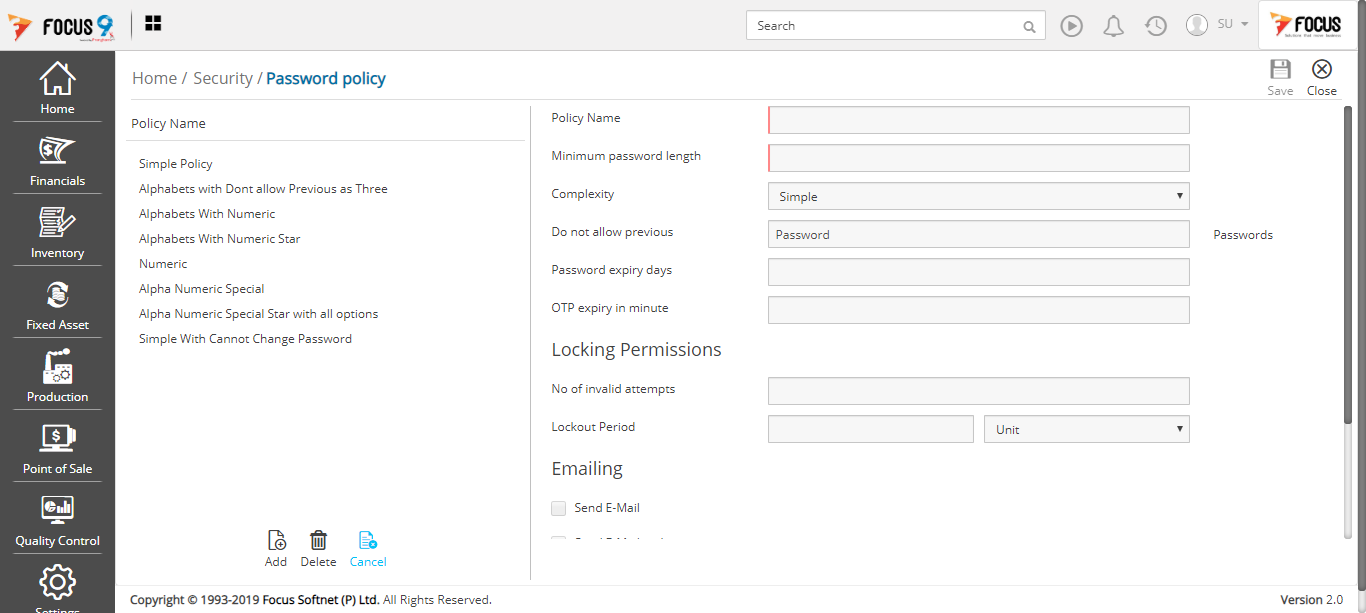 FOCUS 9
Search
SU
FOCUS
Home / Security / Password policy
Save
Close
Home
Financials
Inventory
Fixed Asset
Production
Point of Sale
Quality Control
Settings
Policy Name
Simple Policy
Alphabets with Dont allow Previous as Three
Alphabets With Numeric
Alphabets With Numeric Star
Numeric
Alpha Numeric Special
Alpha Numeric Special Star with all options
Simple With Cannot Change Password
Add
Delete
Cancel
Policy Name
Minimum password length
Complexity
Simple
Do not allow previous
Password
Passwords
Password expiry days
OTP expiry in minute
Locking Permissions
No of invalid attempts
Lockout Period
Unit
Emailing
Send E-Mail
Copyright © 1993-2019 Focus Softnet (P) Ltd. All Rights Reserved.
Version 2.0